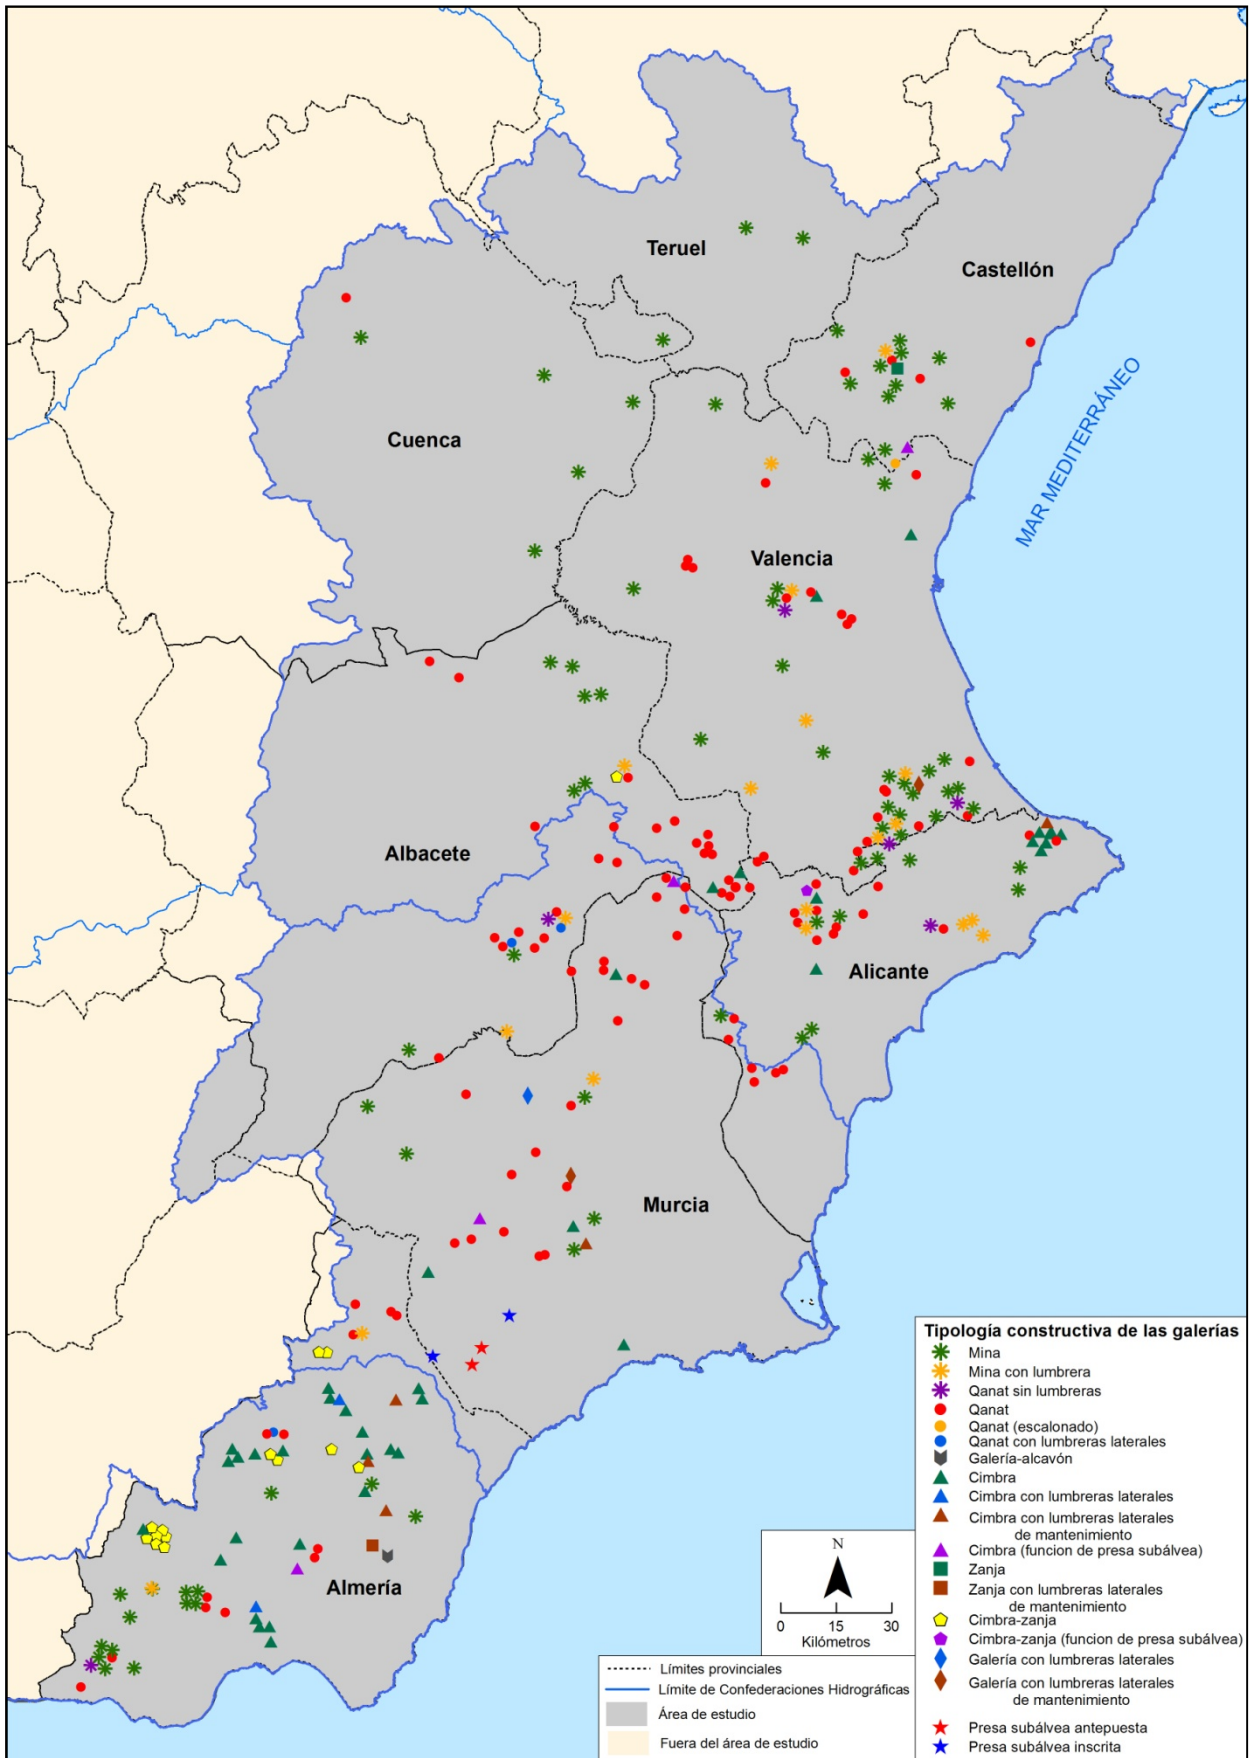 Teruel
Castellón
Cuenca
MAR MEDITERRÁNEO
Valencia
Albacete
Alicante
Murcia
Almería
Tipología constructiva de las galerías
Mina
Mina con lumbrera
Qanat sin lumbreras
Qanat
Qanat (escalonado)
Qanat con lumbreras laterales
Galería-alcavón
Cimbra
Cimbra con lumbreras laterales
Cimbra con lumbreras laterales
de mantenimiento
Cimbra (funcion de presa subálvea)
Zanja
Zanja con lumbreras laterales
de mantenimiento
Cimbra-zanja
Cimbra-zanja (funcion de presa subálvea)
Galería con lumbreras laterales
Galería con lumbreras laterales
de mantenimiento
Presa subálvea antepuesta
Presa subálvea inscrita
N
0 15 30
Kilómetros
Límites provinciales
Límite de Confederaciones Hidrográficas
Área de estudio
Fuera del área de estudio